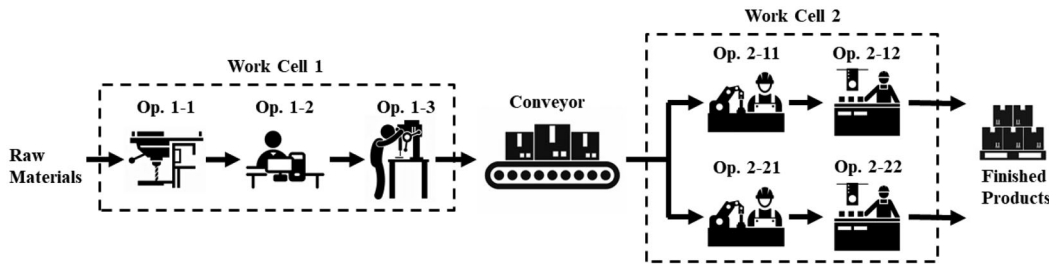 Work Cell 2
Op. 2-11 Op. 2-12
Work Cell 1
Op. 1-1 Op. 1-2 Op. 1-3
Conveyor
Raw
Materials
Op. 2-21 Op. 2-22
Finished
Products